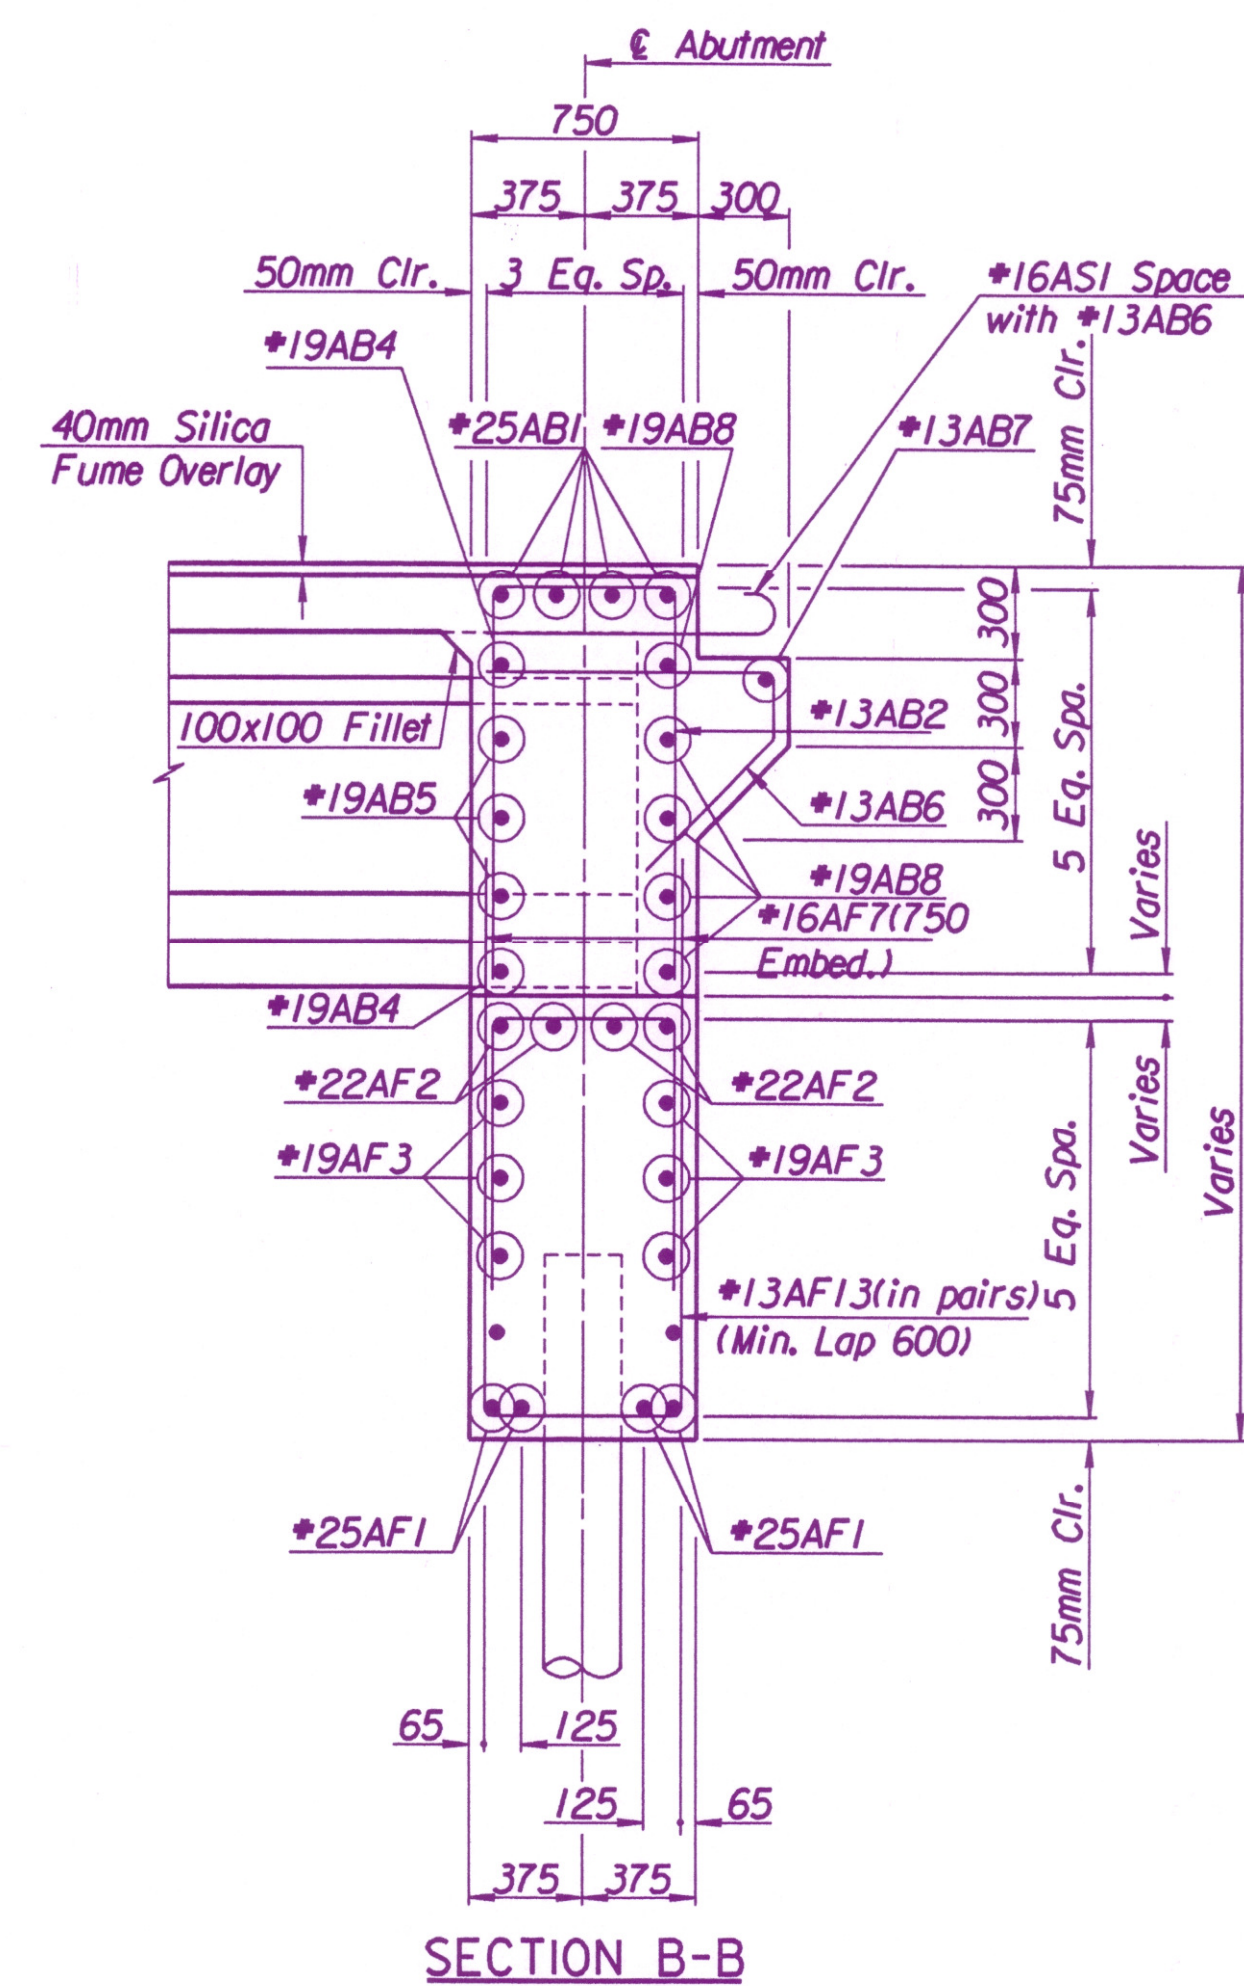 ℄ Abutment
750
375 375 300
50mm Clr. 3 Eq. Sp. 50mm Clr.
#16AS1 Space
with #13AB6
#19AB4
75mm Clr.
40mm Silica
Fume Overlay
#25AB1 #19AB8
#13AB7
300
100x100 Fillet
#13AB2
300
5 Eq. Spa.
#19AB5
#13AB6
300
Varies
#19AB8
#16AF7(750
Embed.)
#19AB4
#22AF2
#22AF2
Varies
#19AF3
#19AF3
Varies
5 Eq. Spa.
#13AF13(in pairs)
(Min. Lap 600)
#25AF1
#25AF1
75mm Clr.
65 125
125 65
375 375
SECTION B-B